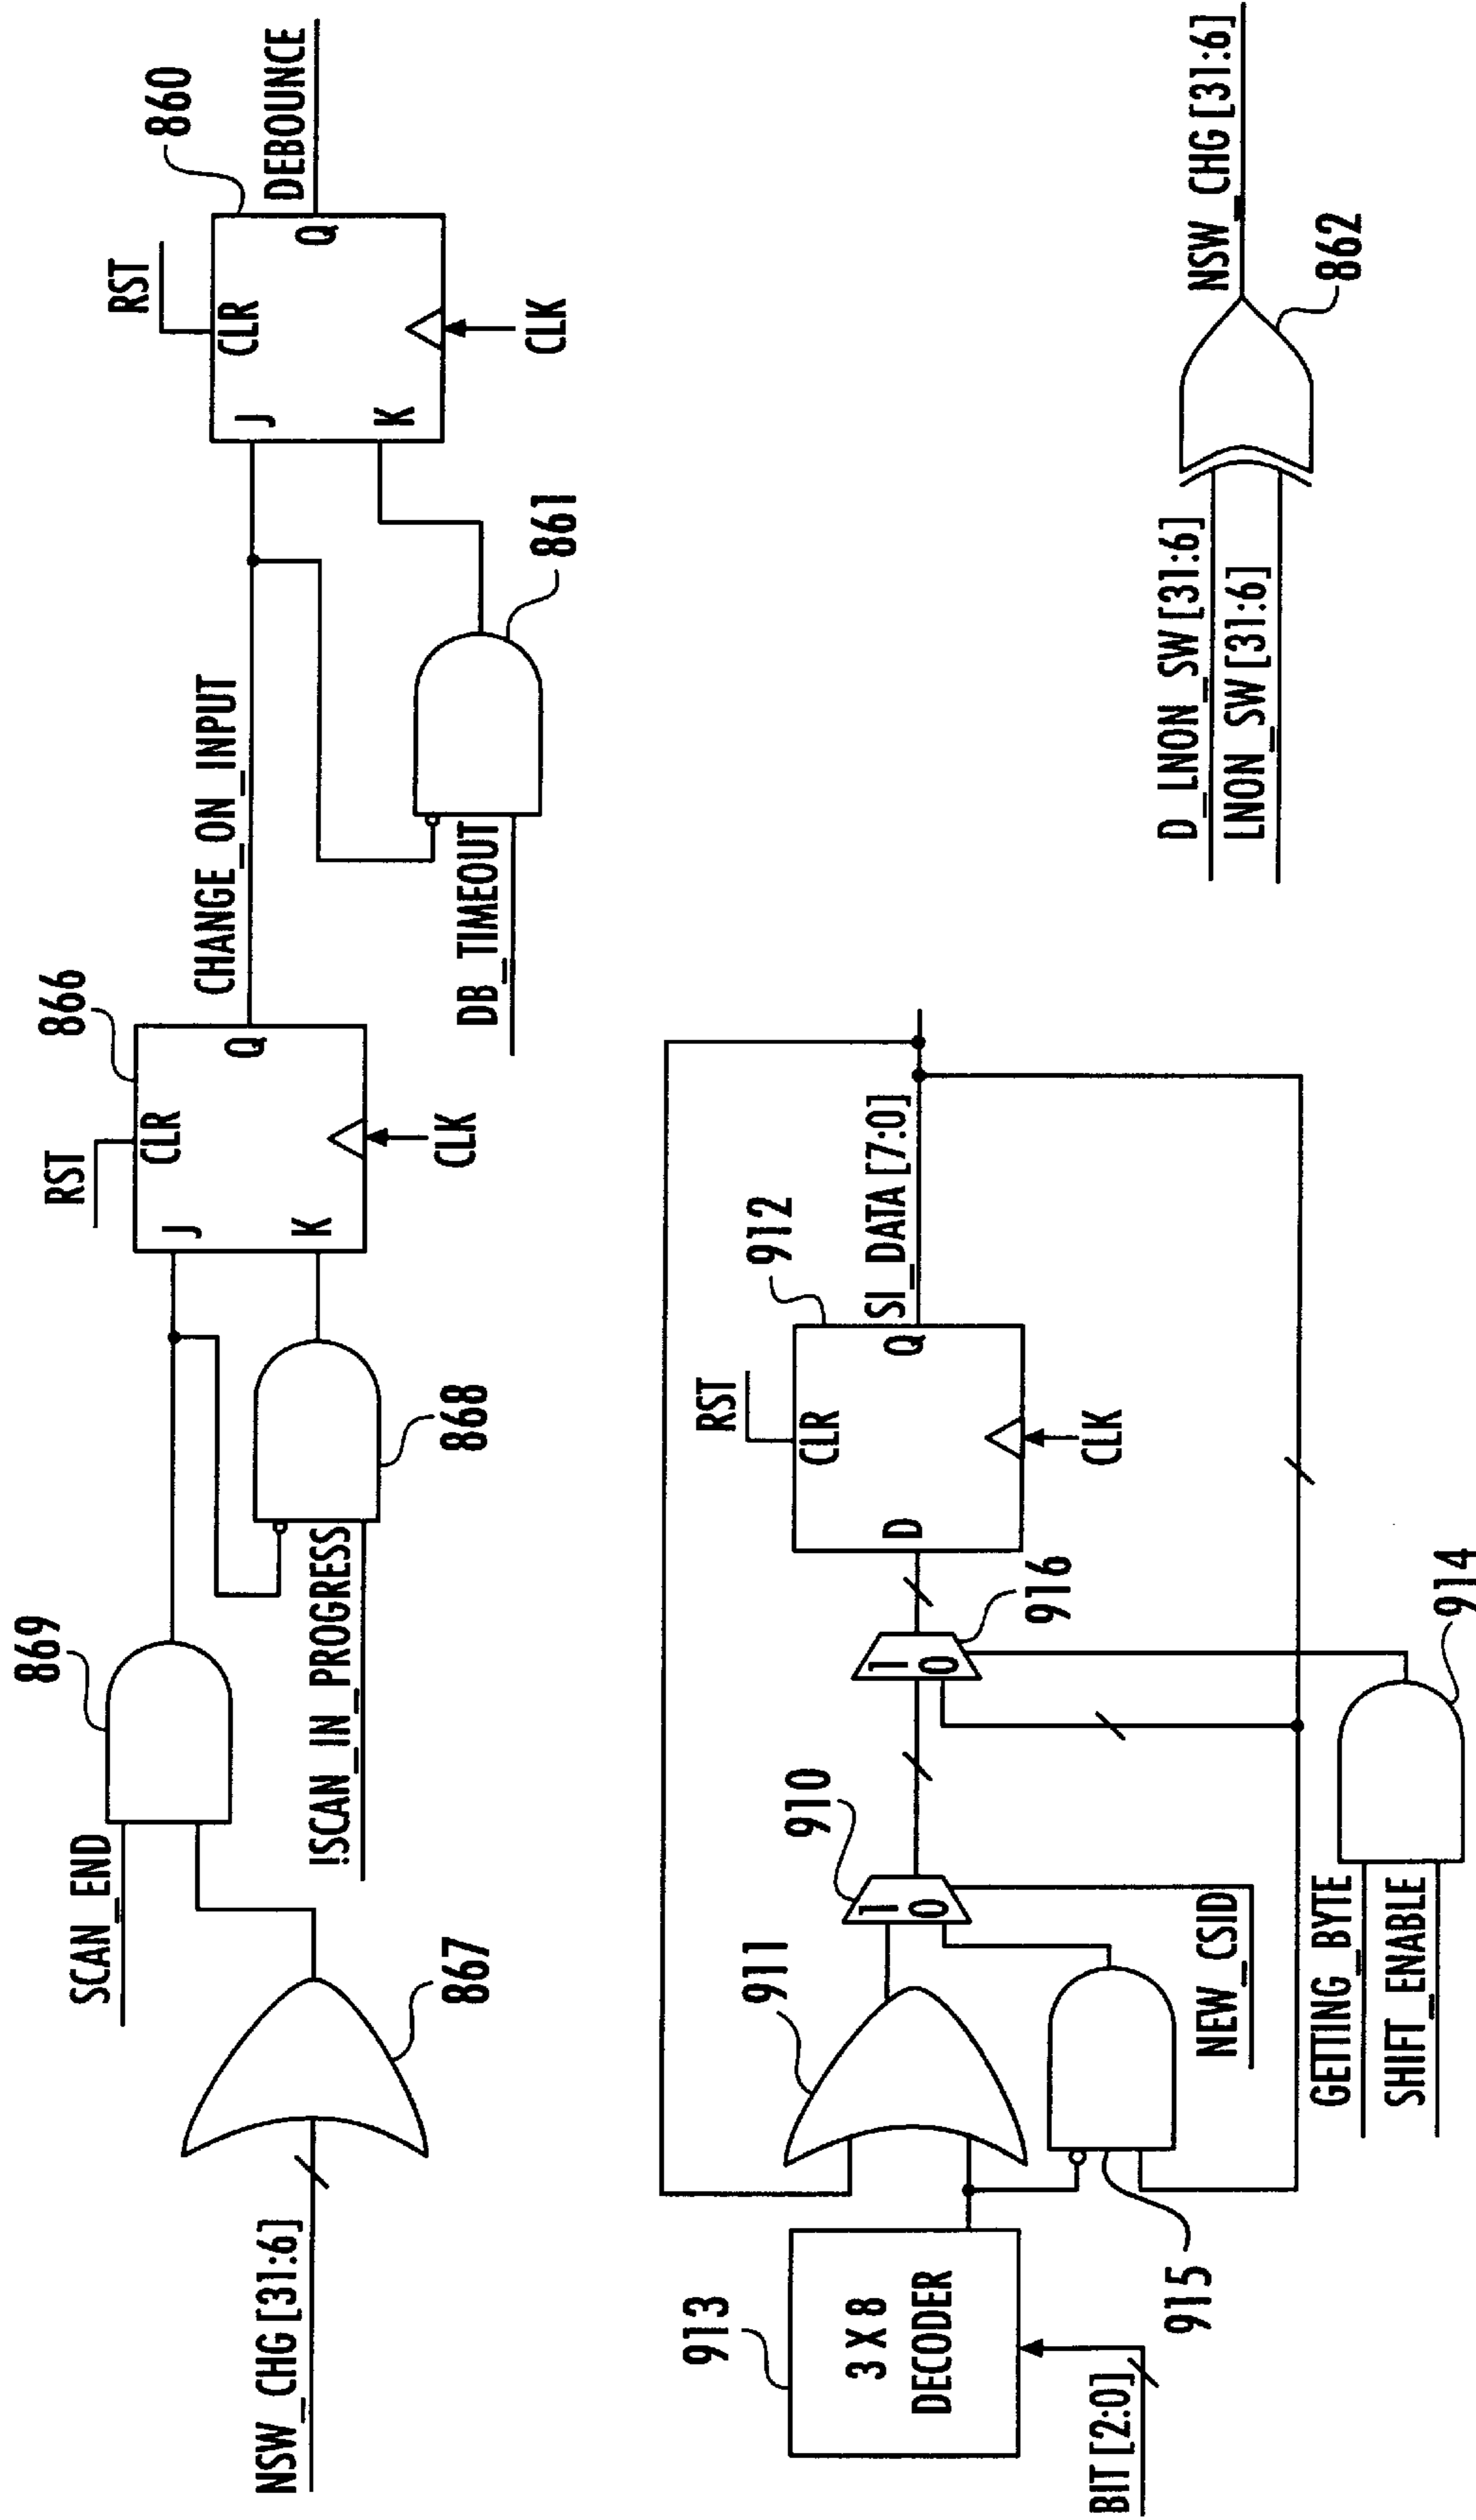 NSW_CHG [31:6]
867
SCAN_END
869
!SCAN_IN_PROGRESS
868
RST
866
J
CLR
Q
K
CLK
CHANGE_ON_INPUT
DB_TIMEOUT
861
RST
860
J
CLR
Q
K
CLK
DEBOUNCE
913
3 X 8
DECODER
BIT [2:0]
911
915
910
1
0
NEW_CSID
GETTING_BYTE
SHIFT_ENABLE
914
916
1
0
RST
912
D
CLR
Q
CLK
SI_DATA [7:0]
D_LNON_SW [31:6]
LNON_SW [31:6]
NSW_CHG [31:6]
862